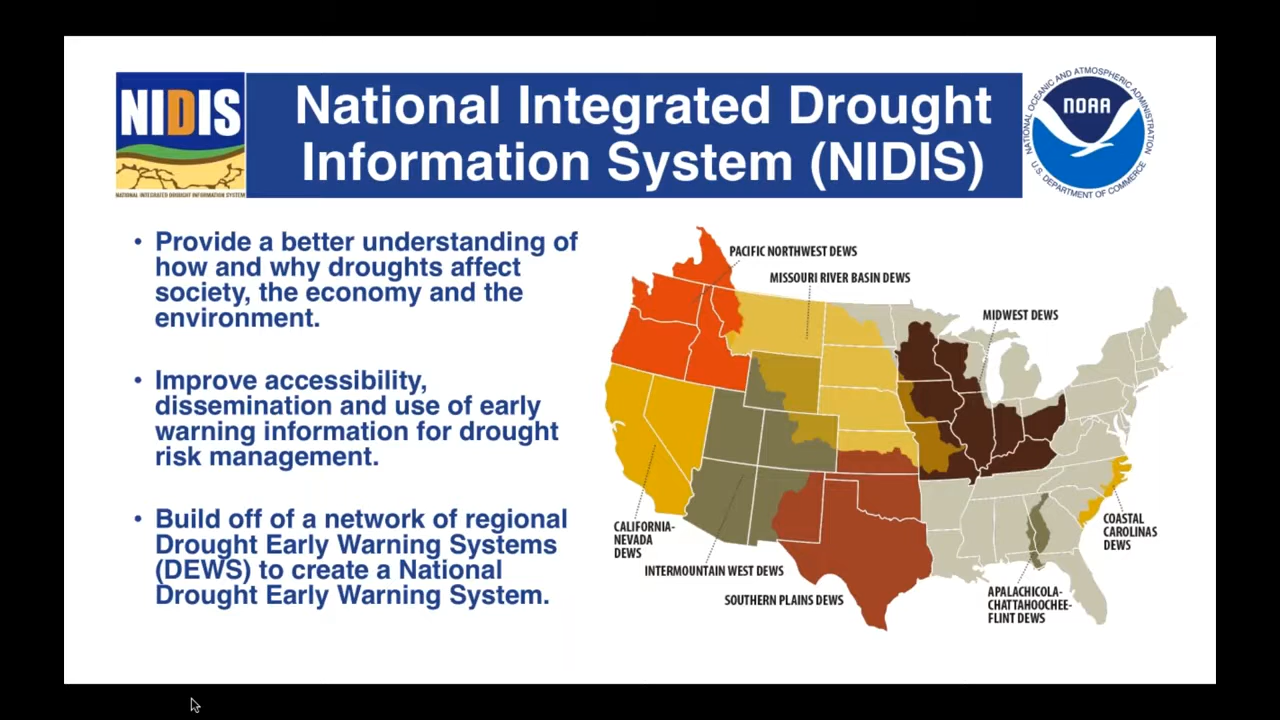 NIDIS
NATIONAL INTEGRATED DROUGHT INFORMATION SYSTEM
National Integrated Drought
Information System (NIDIS)
NATIONAL OCEANIC AND ATMOSPHERIC ADMINISTRATION
NOAA
U.S. DEPARTMENT OF COMMERCE
• Provide a better understanding of
how and why droughts affect
society, the economy and the
environment.
• Improve accessibility,
dissemination and use of early
warning information for drought
risk management.
• Build off of a network of regional
Drought Early Warning Systems
(DEWS) to create a National
Drought Early Warning System.
PACIFIC NORTHWEST DEWS
MISSOURI RIVER BASIN DEWS
MIDWEST DEWS
CALIFORNIA-
NEVADA
DEWS
INTERMOUNTAIN WEST DEWS
SOUTHERN PLAINS DEWS
COASTAL
CAROLINAS
DEWS
APALACHICOLA-
CHATTAHOOCHEE-
FLINT DEWS